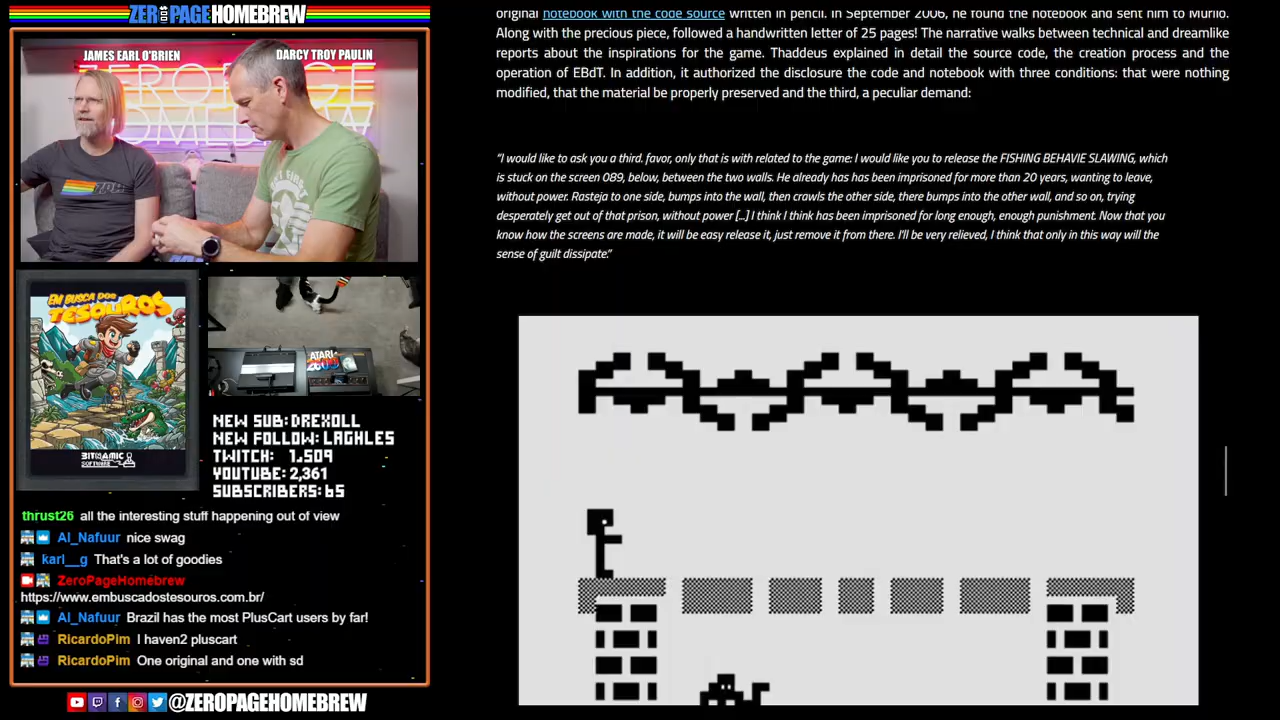 ZEROPAGEHOMEBREW
JAMES EARL O'BRIEN
DARCY TROY PAULIN
EM BUSCA DOS
TESOUROS
SOFTWARE
ATARI
2600
NEW SUB: DREXOLL
NEW FOLLOW: LAGHLES
TWITCH: 1,509
YOUTUBE: 2,361
SUBSCRIBERS: 65
thrust26 all the interesting stuff happening out of view
Al_Nafuur nice swag
karl__g That's a lot of goodies
ZeroPageHomebrew
https://www.embuscadostesouros.com.br/
Al_Nafuur Brazil has the most PlusCart users by far!
RicardoPim I haven2 pluscart
RicardoPim One original and one with sd
@ZEROPAGEHOMEBREW
original notebook with the code source written in pencil. In September 2006, he found the notebook and sent him to Murilo.
Along with the precious piece, followed a handwritten letter of 25 pages! The narrative walks between technical and dreamlike
reports about the inspirations for the game. Thaddeus explained in detail the source code, the creation process and the
operation of EBdT. In addition, it authorized the disclosure the code and notebook with three conditions: that were nothing
modified, that the material be properly preserved and the third, a peculiar demand:
"I would like to ask you a third. favor, only that is with related to the game: I would like you to release the FISHING BEHAVIE SLAWING, which
is stuck on the screen 089, below, between the two walls. He already has has been imprisoned for more than 20 years, wanting to leave,
without power. Rasteja to one side, bumps into the wall, then crawls the other side, there bumps into the other wall, and so on, trying
desperately get out of that prison, without power [...] I think I think has been imprisoned for long enough, enough punishment. Now that you
know how the screens are made, it will be easy release it, just remove it from there. I'll be very relieved, I think that only in this way will the
sense of guilt dissipate."